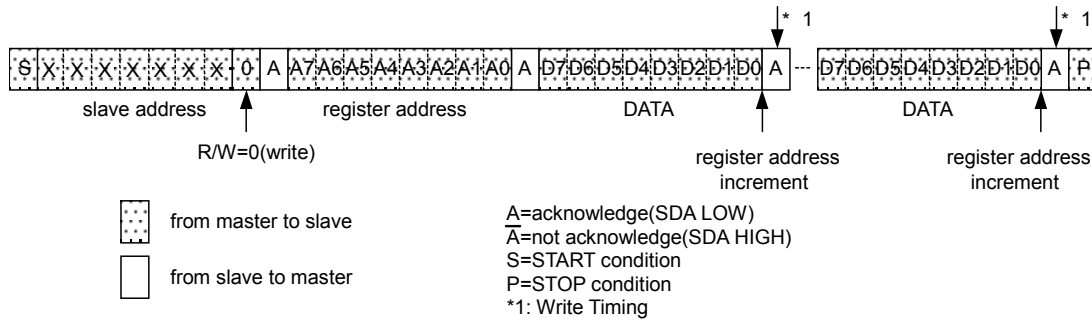 * 1 * 1
S X X X X X X X 0 A A7 A6 A5 A4 A3 A2 A1 A0 A D7 D6 D5 D4 D3 D2 D1 D0 A --- D7 D6 D5 D4 D3 D2 D1 D0 A P
slave address register address DATA DATA
R/W=0(write)
register address
increment
register address
increment
from master to slave
from slave to master
A=acknowledge(SDA LOW)
A̅=not acknowledge(SDA HIGH)
S=START condition
P=STOP condition
*1: Write Timing